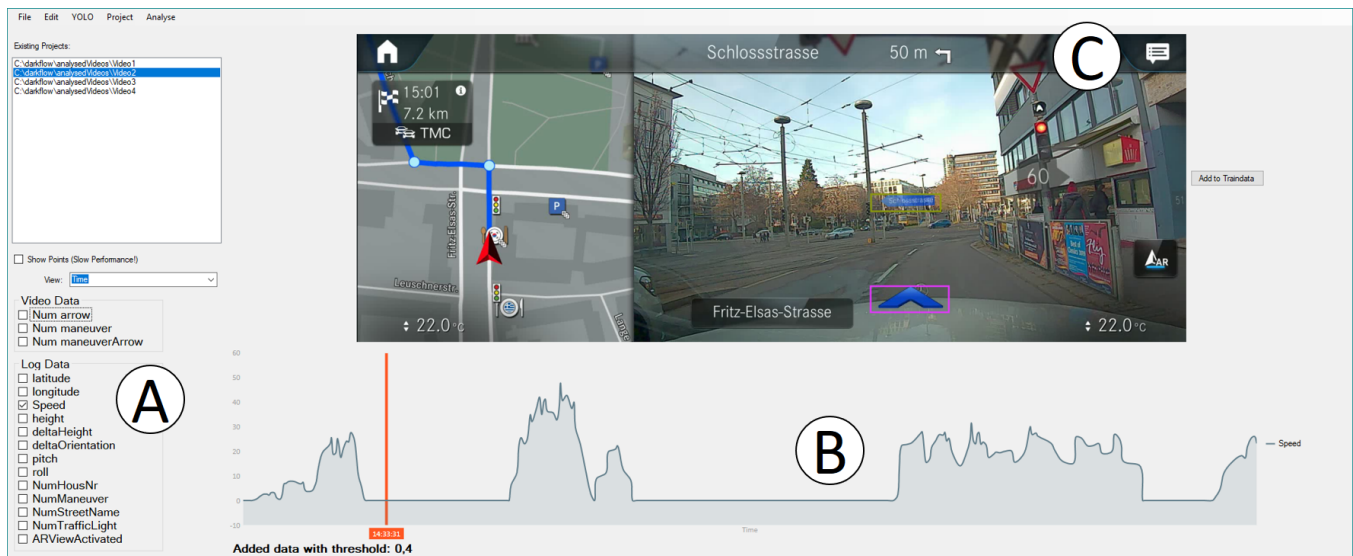 File Edit YOLO Project Analyse
Existing Projects:
C:\darkflow\analysedVideos\Video1
C:\darkflow\analysedVideos\Video2
C:\darkflow\analysedVideos\Video3
C:\darkflow\analysedVideos\Video4
Show Points (Slow Performance!)
View: Time
Video Data
Num arrow
Num maneuver
Num maneuverArrow
Log Data
latitude
longitude
Speed
height
deltaHeight
deltaOrientation
pitch
roll
NumHousNr
NumManeuver
NumStreetName
NumTrafficLight
ARViewActivated
A
Schlossstrasse 50 m
C
15:01
7.2 km
TMC
P
P
Fritz-Elsas-Str.
Leuschnerstr.
Lange
22.0 °C
60
AR
Fritz-Elsas-Strasse
22.0 °C
Add to Traindata
60
50
40
30
20
10
0
-10
B
Speed
14:33:31
Time
Added data with threshold: 0,4